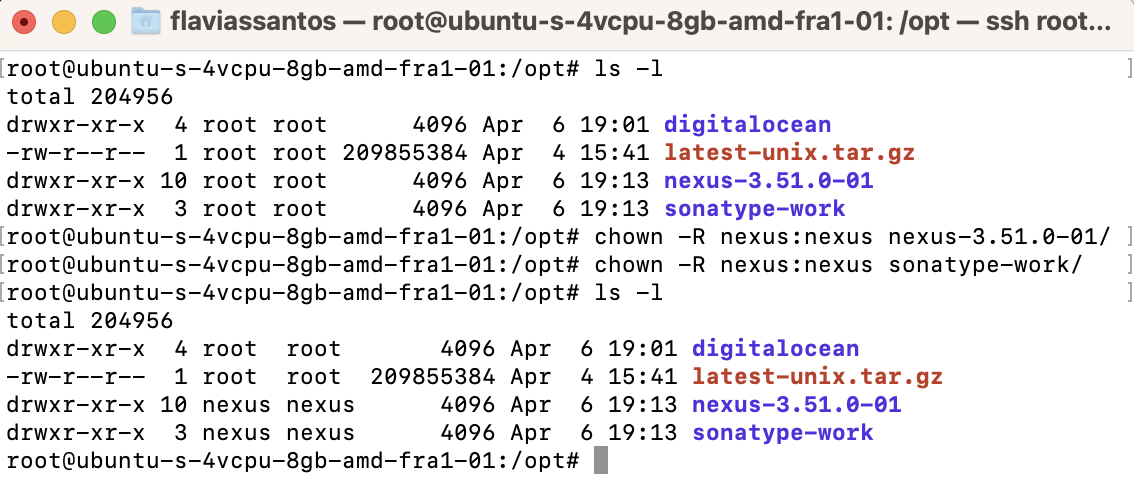 flaviassantos — root@ubuntu-s-4vcpu-8gb-amd-fra1-01: /opt — ssh root...
[root@ubuntu-s-4vcpu-8gb-amd-fra1-01:/opt# ls -l ]
total 204956
drwxr-xr-x  4 root root      4096 Apr  6 19:01 digitalocean
-rw-r--r--  1 root root 209855384 Apr  4 15:41 latest-unix.tar.gz
drwxr-xr-x 10 root root      4096 Apr  6 19:13 nexus-3.51.0-01
drwxr-xr-x  3 root root      4096 Apr  6 19:13 sonatype-work
[root@ubuntu-s-4vcpu-8gb-amd-fra1-01:/opt# chown -R nexus:nexus nexus-3.51.0-01/ ]
[root@ubuntu-s-4vcpu-8gb-amd-fra1-01:/opt# chown -R nexus:nexus sonatype-work/ ]
[root@ubuntu-s-4vcpu-8gb-amd-fra1-01:/opt# ls -l ]
total 204956
drwxr-xr-x  4 root  root       4096 Apr  6 19:01 digitalocean
-rw-r--r--  1 root  root  209855384 Apr  4 15:41 latest-unix.tar.gz
drwxr-xr-x 10 nexus nexus      4096 Apr  6 19:13 nexus-3.51.0-01
drwxr-xr-x  3 nexus nexus      4096 Apr  6 19:13 sonatype-work
root@ubuntu-s-4vcpu-8gb-amd-fra1-01:/opt#